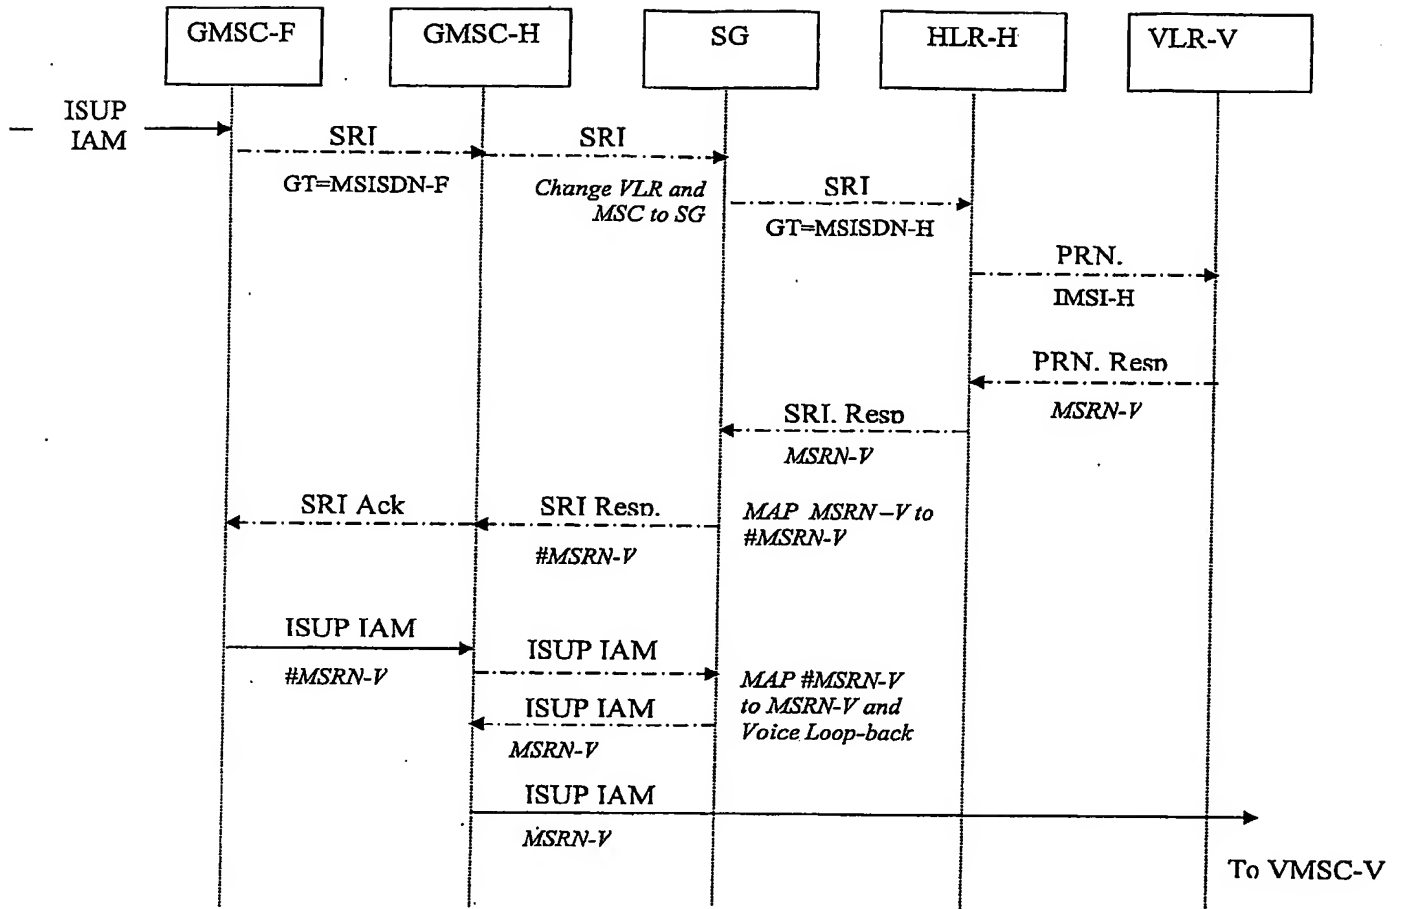 GMSC-F
GMSC-H
SG
HLR-H
VLR-V
ISUP
IAM
SRI
GT=MSISDN-F
SRI
Change VLR and
MSC to SG
SRI
GT=MSISDN-H
PRN.
IMSI-H
PRN. Resp
MSRN-V
SRI. Resp
MSRN-V
SRI Ack
SRI Resp.
#MSRN-V
MAP MSRN–V to
#MSRN-V
ISUP IAM
#MSRN-V
ISUP IAM
MAP #MSRN-V
to MSRN-V and
Voice Loop-back
ISUP IAM
MSRN-V
ISUP IAM
MSRN-V
To VMSC-V